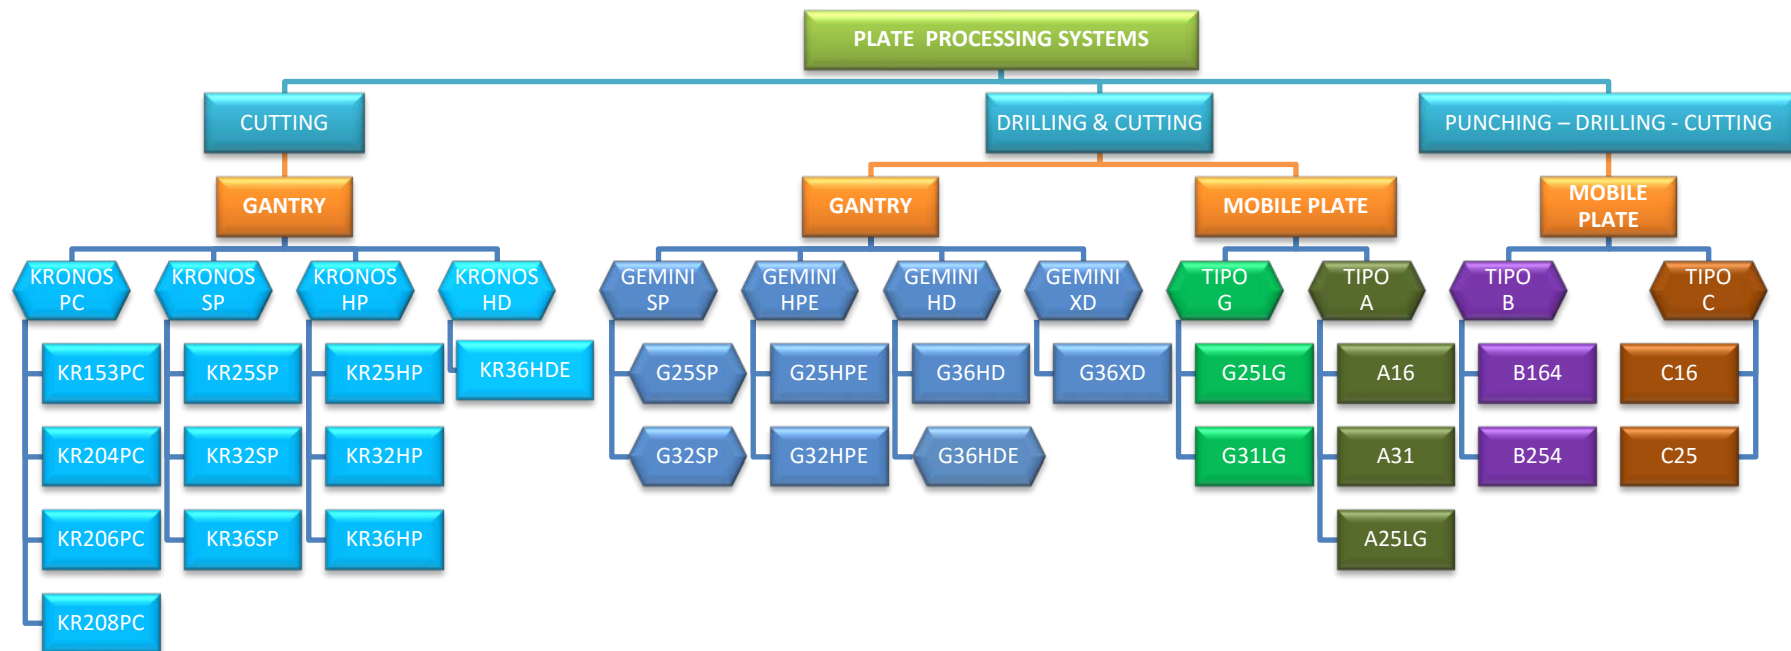 PLATE PROCESSING SYSTEMS
CUTTING
DRILLING & CUTTING
PUNCHING – DRILLING - CUTTING
GANTRY
GANTRY
MOBILE PLATE
MOBILE
PLATE
KRONOS
PC
KRONOS
SP
KRONOS
HP
KRONOS
HD
GEMINI
SP
GEMINI
HPE
GEMINI
HD
GEMINI
XD
TIPO
G
TIPO
A
TIPO
B
TIPO
C
KR153PC
KR25SP
KR25HP
KR36HDE
G25SP
G25HPE
G36HD
G36XD
G25LG
A16
B164
C16
KR204PC
KR32SP
KR32HP
G32SP
G32HPE
G36HDE
G31LG
A31
B254
C25
KR206PC
KR36SP
KR36HP
A25LG
KR208PC